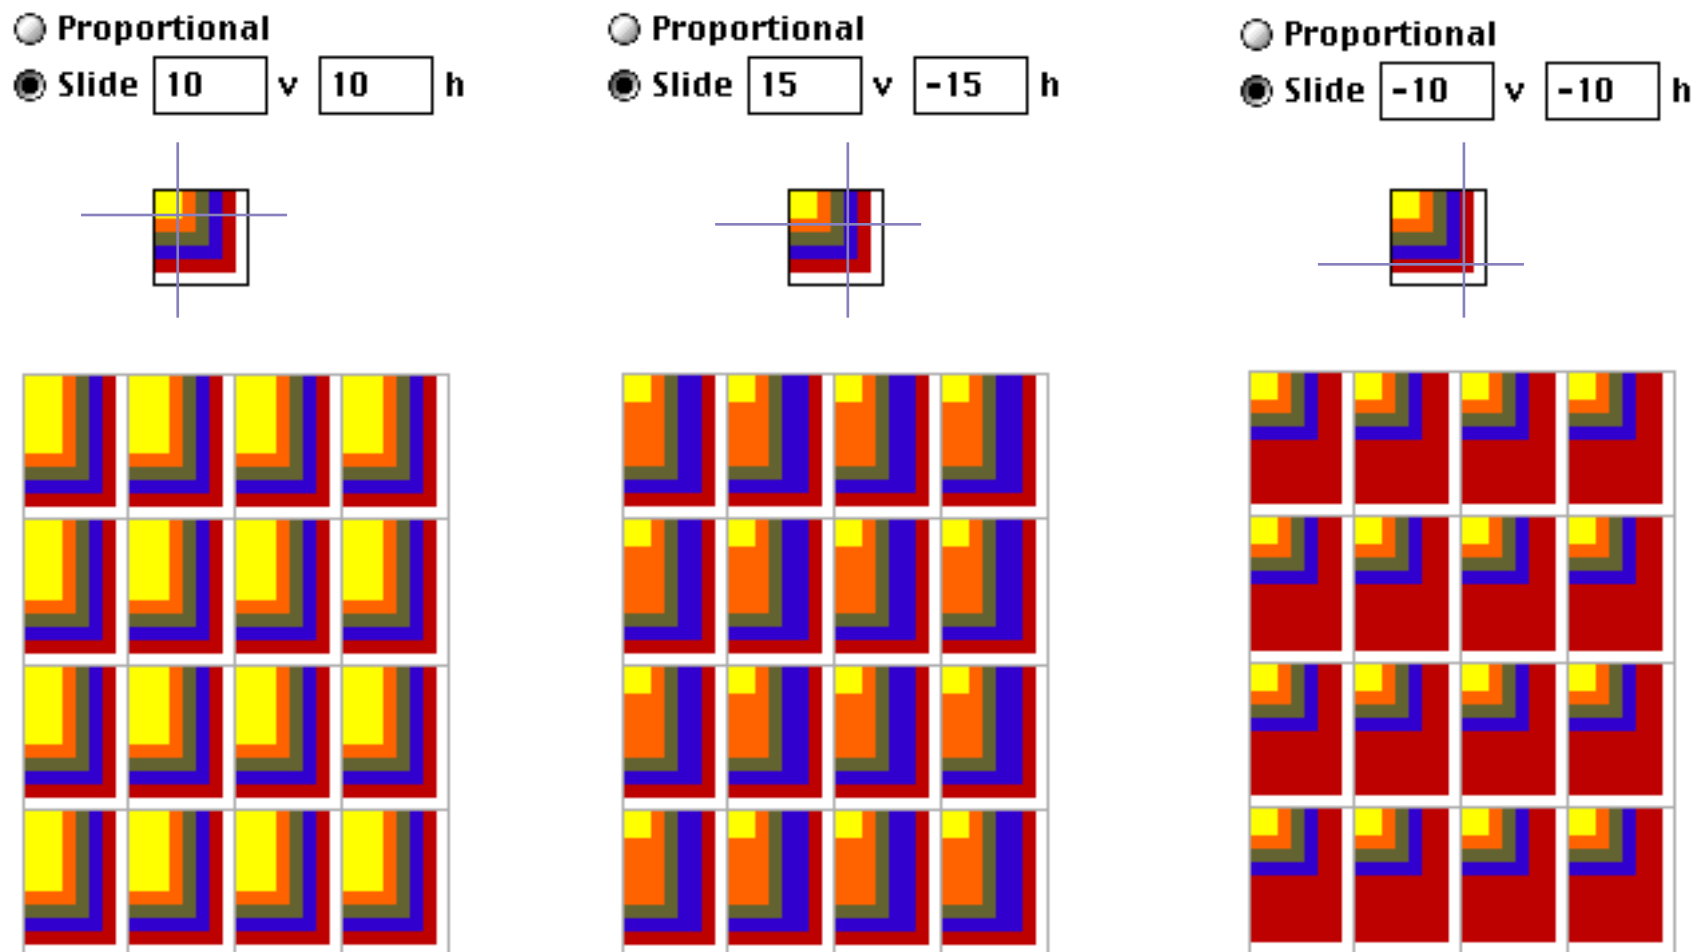 Proportional
Slide 10 v 10 h
Proportional
Slide 15 v -15 h
Proportional
Slide -10 v -10 h